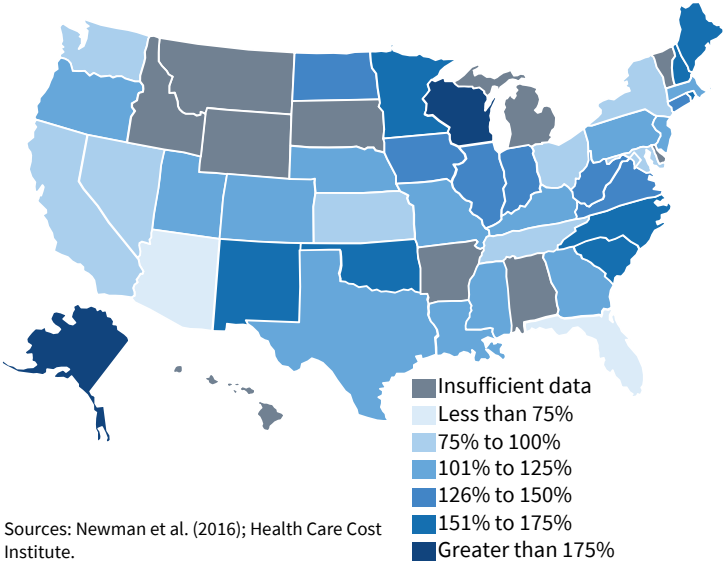 Insufficient data
Less than 75%
75% to 100%
101% to 125%
126% to 150%
151% to 175%
Greater than 175%
Sources: Newman et al. (2016); Health Care Cost
Institute.